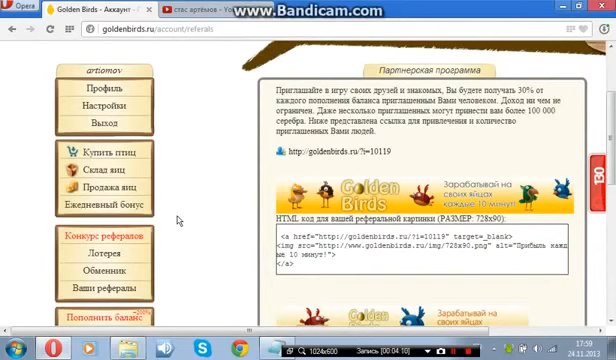 www.Bandicam.com
Opera
Golden Birds - Аккаунт -
стас артёмов - You
goldenbirds.ru/account/referals
artiomov
Профиль
Настройки
Выход
Купить птиц
Склад яиц
Продажа яиц
Ежедневный бонус
Конкурс рефералов
Лотерея
Обменник
Ваши рефералы
Пополнить баланс
+200%
Партнерская программа
Приглашайте в игру своих друзей и знакомых, Вы будете получать 30% от
каждого пополнения баланса приглашенным Вами человеком. Доход ни чем не
ограничен. Даже несколько приглашенных могут принести вам более 100 000
серебра. Ниже представлена ссылка для привлечения и количество
приглашенных Вами людей.
http://goldenbirds.ru/?i=10119
Golden Birds
Зарабатывай на
своих яйцах
каждые 10 минут!
HTML код для вашей реферальной картинки (РАЗМЕР: 728x90):
<a href="http://goldenbirds.ru/?i=10119" target=_blank>
<img src="http://www.goldenbirds.ru/img/728x90.png" alt="Прибыль кажд
ые 10 минут!">
</a>
Golden
Зарабатывай на
130
1024x600
Запись [00:04:10]
17:59
24.11.2013